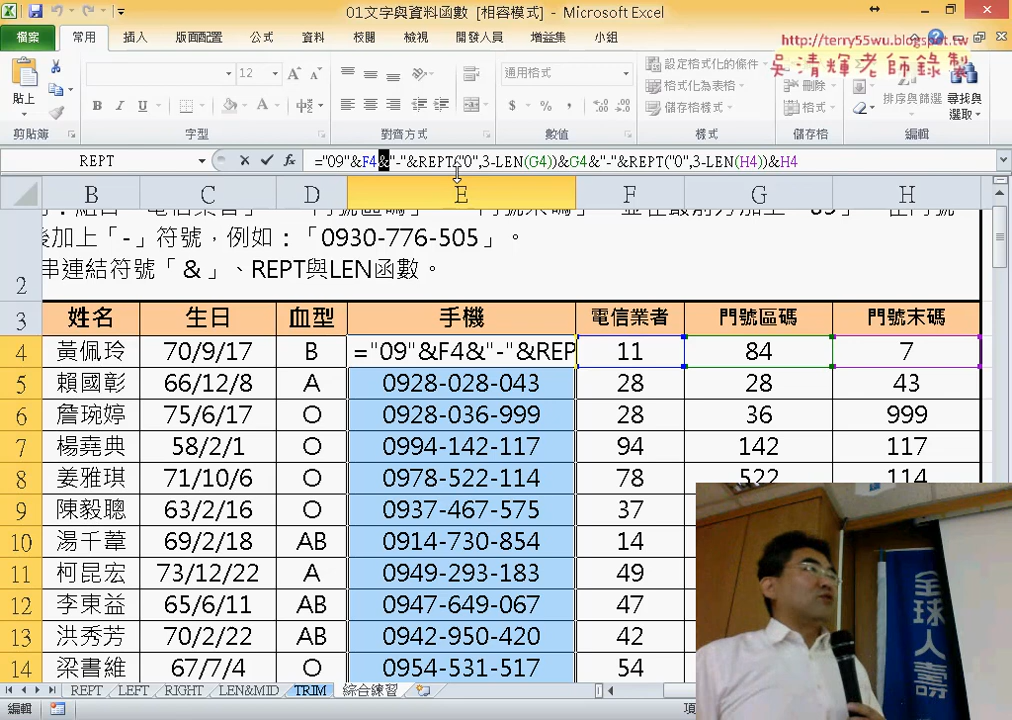 01文字與資料函數 [相容模式] - Microsoft Excel
檔案 常用 插入 版面配置 公式 資料 校閱 檢視 開發人員 增益集 小組
http://terry55wu.blogspot.tw
吳清輝老師錄製
貼上 12 通用格式 設定格式化的條件 格式化為表格 儲存格樣式 刪除 格式 排序與篩選 尋找與選取
剪貼簿 字型 對齊方式 數值 樣式 儲存格 編輯
REPT ="09"&F4&"-"&REPT("0",3-LEN(G4))&G4&"-"&REPT("0",3-LEN(H4))&H4
B C D E F G H
後加上「-」符號，例如：「0930-776-505」。
2 串連結符號「&」、REPT與LEN函數。
3 姓名 生日 血型 手機 電信業者 門號區碼 門號末碼
4 黃佩玲 70/9/17 B ="09"&F4&"-"&REP 11 84 7
5 賴國彰 66/12/8 A 0928-028-043 28 28 43
6 詹琬婷 75/6/17 O 0928-036-999 28 36 999
7 楊堯典 58/2/1 O 0994-142-117 94 142 117
8 姜雅琪 71/10/6 O 0978-522-114 78 522 114
9 陳毅聰 63/2/16 O 0937-467-575 37
10 湯千葦 69/2/18 AB 0914-730-854 14
11 柯昆宏 73/12/22 A 0949-293-183 49
12 李東益 65/6/11 AB 0947-649-067 47
13 洪秀芳 70/2/22 AB 0942-950-420 42
14 梁書維 67/7/4 O 0954-531-517 54
REPT LEFT RIGHT LEN&MID TRIM 綜合練習
編輯
全球人壽